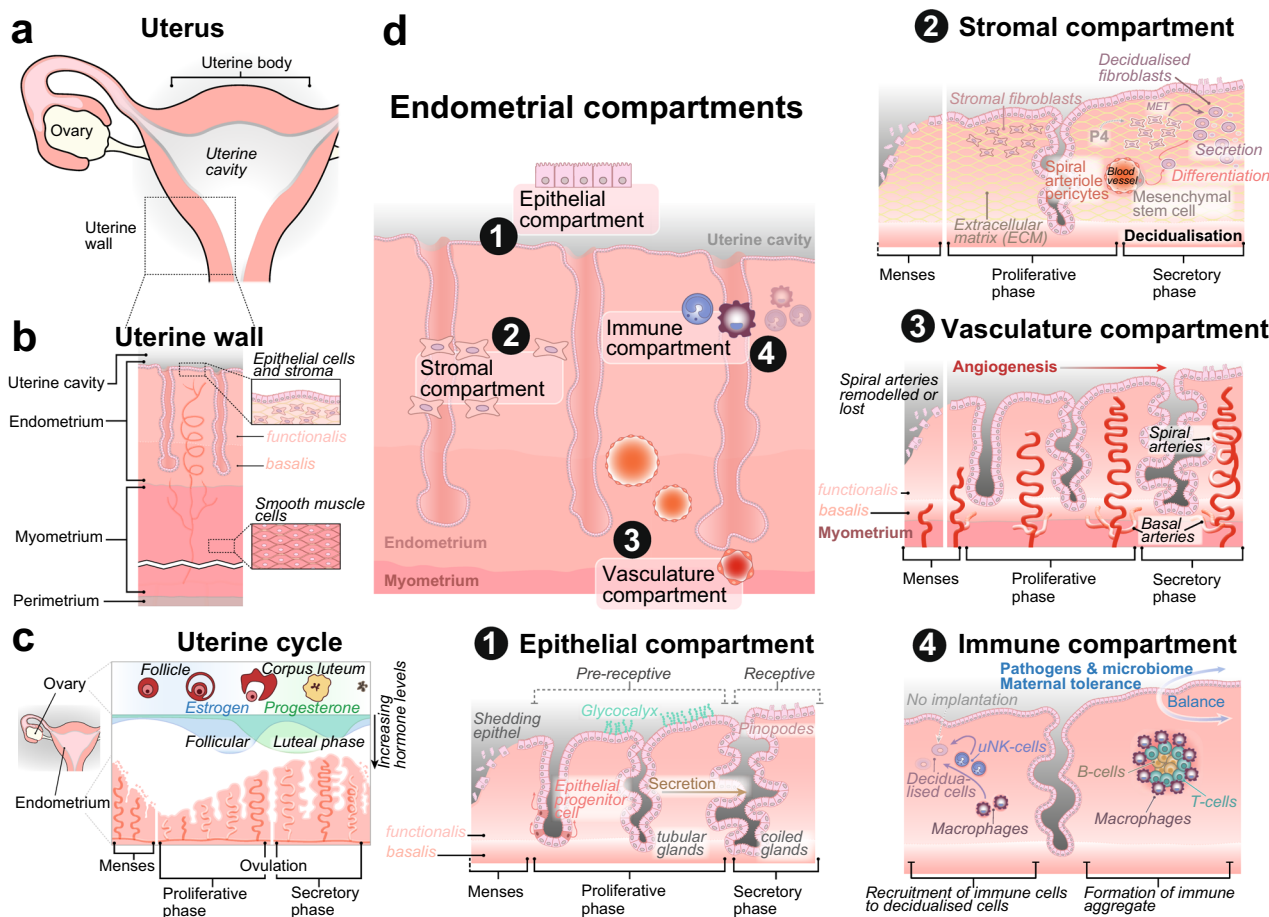 a
Uterus
Uterine body
Ovary
Uterine
cavity
Uterine
wall
b
Uterine wall
Epithelial cells
and stroma
Uterine cavity
Endometrium
functionalis
basalis
Smooth muscle
cells
Myometrium
Perimetrium
c
Uterine cycle
Ovary
Follicle
Corpus luteum
Estrogen
Progesterone
Follicular
Luteal phase
Increasing
hormone levels
Endometrium
Menses
Ovulation
Proliferative
phase
Secretory
phase
d
Endometrial compartments
Epithelial
compartment
1
Uterine cavity
2
Stromal
compartment
Immune
compartment
4
3
Endometrium
Myometrium
Vasculature
compartment
1 Epithelial compartment
Pre-receptive
Receptive
Shedding
epithel
Glycocalyx
Pinopodes
Epithelial
progenitor
cell
Secretion
functionalis
basalis
tubular
glands
coiled
glands
Menses
Proliferative
phase
Secretory
phase
2 Stromal compartment
Decidualised
fibroblasts
Stromal fibroblasts
MET
P4
Secretion
Spiral
arteriole
pericytes
Blood
vessel
Differentiation
Mesenchymal
stem cell
Extracellular
matrix (ECM)
Decidualisation
Menses
Proliferative
phase
Secretory
phase
3 Vasculature compartment
Angiogenesis
Spiral arteries
remodelled or
lost
Spiral
arteries
functionalis
basalis
Myometrium
Basal
arteries
Menses
Proliferative
phase
Secretory
phase
4 Immune compartment
Pathogens & microbiome
Maternal tolerance
No implantation
Balance
uNK-cells
Decidua-
lised cells
B-cells
T-cells
Macrophages
Macrophages
Recruitment of immune cells
to decidualised cells
Formation of immune
aggregate